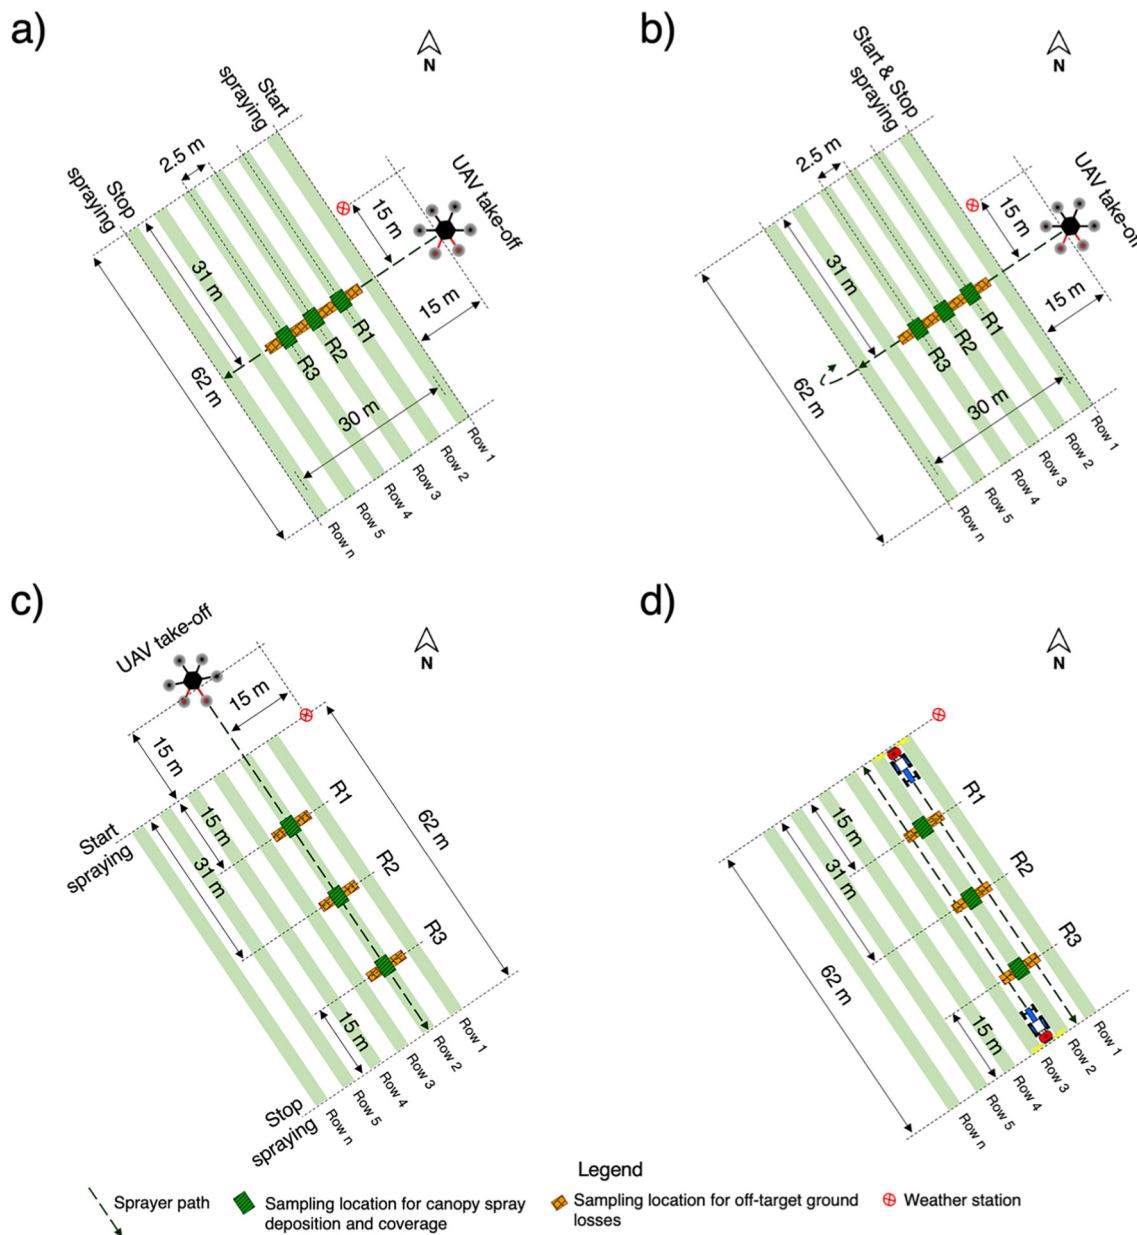 a)
N
Start
spraying
Stop
spraying
2.5 m
UAV take-off
15 m
31 m
15 m
R1
R2
R3
62 m
30 m
Row 1
Row 2
Row 3
Row 4
Row 5
Row n
b)
N
Start & Stop
spraying
2.5 m
UAV take-off
15 m
31 m
15 m
R1
R2
R3
62 m
30 m
Row 1
Row 2
Row 3
Row 4
Row 5
Row n
c)
N
UAV take-off
15 m
15 m
Start
spraying
15 m
31 m
R1
R2
R3
62 m
15 m
Stop
spraying
Row 1
Row 2
Row 3
Row 4
Row 5
Row n
d)
N
15 m
31 m
R1
R2
R3
62 m
15 m
Row 1
Row 2
Row 3
Row 4
Row 5
Row n
Legend
Sprayer path
Sampling location for canopy spray
deposition and coverage
Sampling location for off-target ground
losses
Weather station